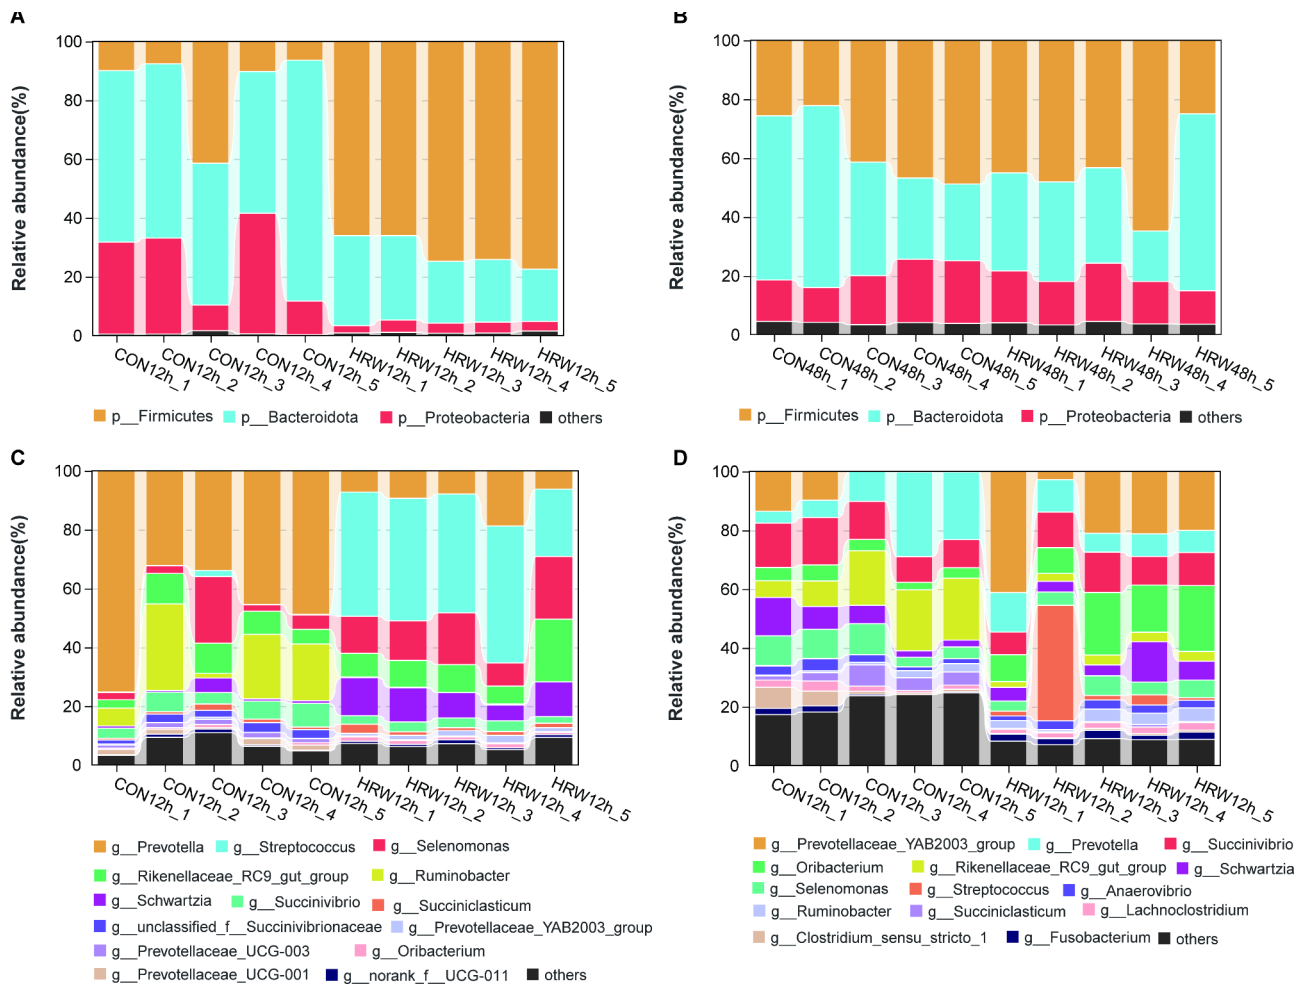 A
B
Relative abundance(%)
100
80
60
40
20
0
CON12h_1
CON12h_2
CON12h_3
CON12h_4
CON12h_5
HRW12h_1
HRW12h_2
HRW12h_3
HRW12h_4
HRW12h_5
p__Firmicutes p__Bacteroidota p__Proteobacteria others
Relative abundance(%)
100
80
60
40
20
0
CON48h_1
CON48h_2
CON48h_3
CON48h_4
CON48h_5
HRW48h_1
HRW48h_2
HRW48h_3
HRW48h_4
HRW48h_5
p__Firmicutes p__Bacteroidota p__Proteobacteria others
C
Relative abundance(%)
100
80
60
40
20
0
CON12h_1
CON12h_2
CON12h_3
CON12h_4
CON12h_5
HRW12h_1
HRW12h_2
HRW12h_3
HRW12h_4
HRW12h_5
g__Prevotella g__Streptococcus g__Selenomonas
g__Rikenellaceae_RC9_gut_group g__Ruminobacter
g__Schwartzia g__Succinivibrio g__Succiniclasticum
g__unclassified_f__Succinivibrionaceae g__Prevotellaceae_YAB2003_group
g__Prevotellaceae_UCG-003 g__Oribacterium
g__Prevotellaceae_UCG-001 g__norank_f__UCG-011 others
D
Relative abundance(%)
100
80
60
40
20
0
CON12h_1
CON12h_2
CON12h_3
CON12h_4
CON12h_5
HRW12h_1
HRW12h_2
HRW12h_3
HRW12h_4
HRW12h_5
g__Prevotellaceae_YAB2003_group g__Prevotella g__Succinivibrio
g__Oribacterium g__Rikenellaceae_RC9_gut_group g__Schwartzia
g__Selenomonas g__Streptococcus g__Anaerovibrio
g__Ruminobacter g__Succiniclasticum g__Lachnoclostridium
g__Clostridium_sensu_stricto_1 g__Fusobacterium others